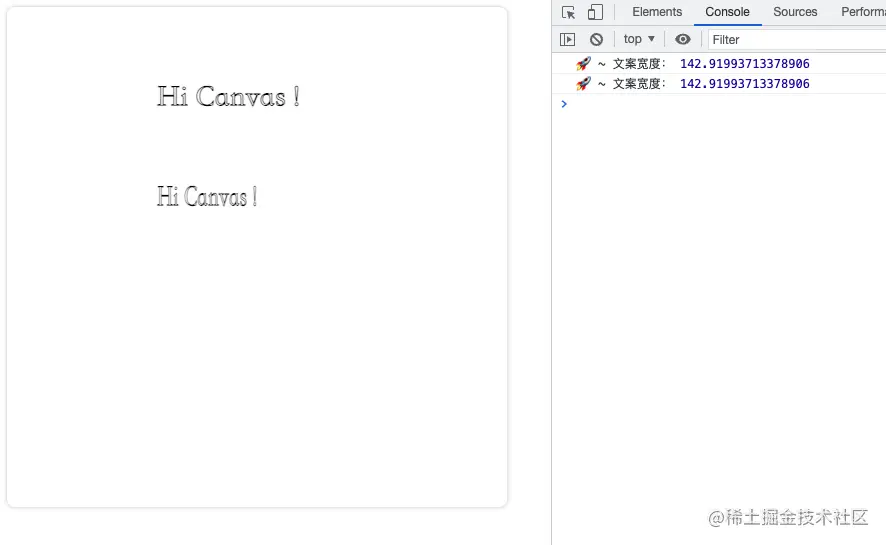 Hi Canvas !
Hi Canvas !
Elements Console Sources Performa
top ▼ Filter
🚀 ~ 文案宽度： 142.91993713378906
🚀 ~ 文案宽度： 142.91993713378906
>
@稀土掘金技术社区